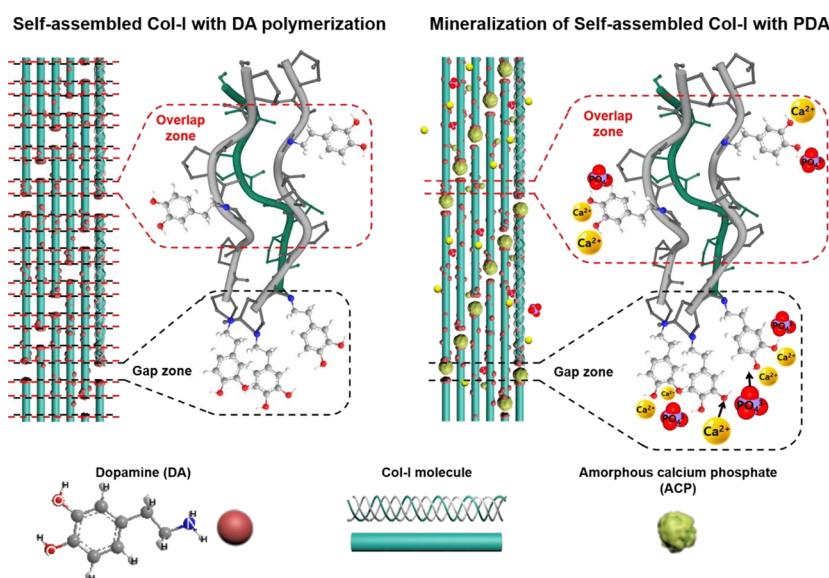 Self-assembled Col-I with DA polymerization
Mineralization of Self-assembled Col-I with PDA
Overlap
zone
Gap zone
Overlap
zone
Ca²⁺
PO₄
PO₄
Ca²⁺
Ca²⁺
Gap zone
PO₄
Ca²⁺
Ca²⁺
Ca²⁺
Ca²⁺
PO₄
PO₄
Ca²⁺
Dopamine (DA)
Col-I molecule
Amorphous calcium phosphate
(ACP)
H
H
H
H
H
H
H
N
H
H
H
H